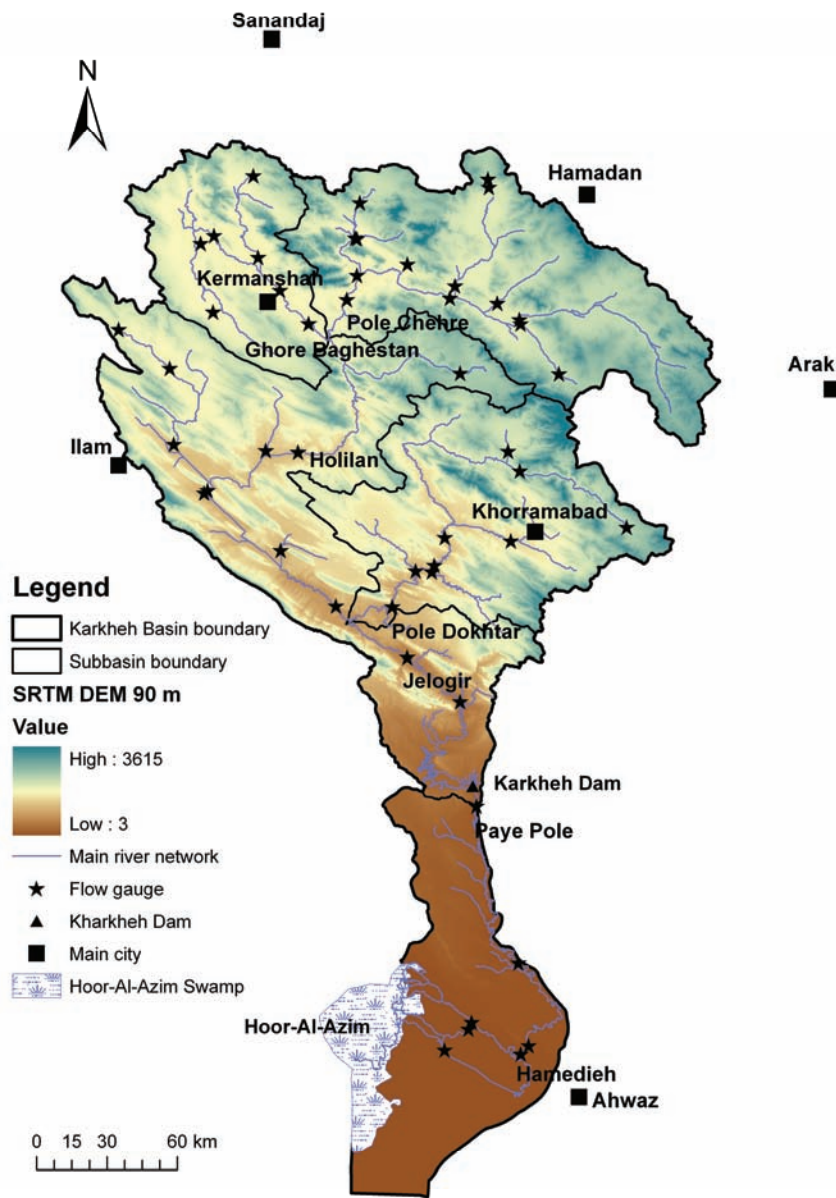 Sanandaj
N
Hamadan
Kermanshah
Pole Chehre
Ghore Baghestan
Arak
Ilam
Holilan
Khorramabad
Legend
Karkheh Basin boundary
Subbasin boundary
Pole Dokhtar
Jelogir
SRTM DEM 90 m
Value
High : 3615
Low : 3
Karkheh Dam
Paye Pole
Main river network
Flow gauge
Kharkheh Dam
Main city
Hoor-Al-Azim Swamp
Hoor-Al-Azim
Hamedieh
Ahwaz
0 15 30 60 km